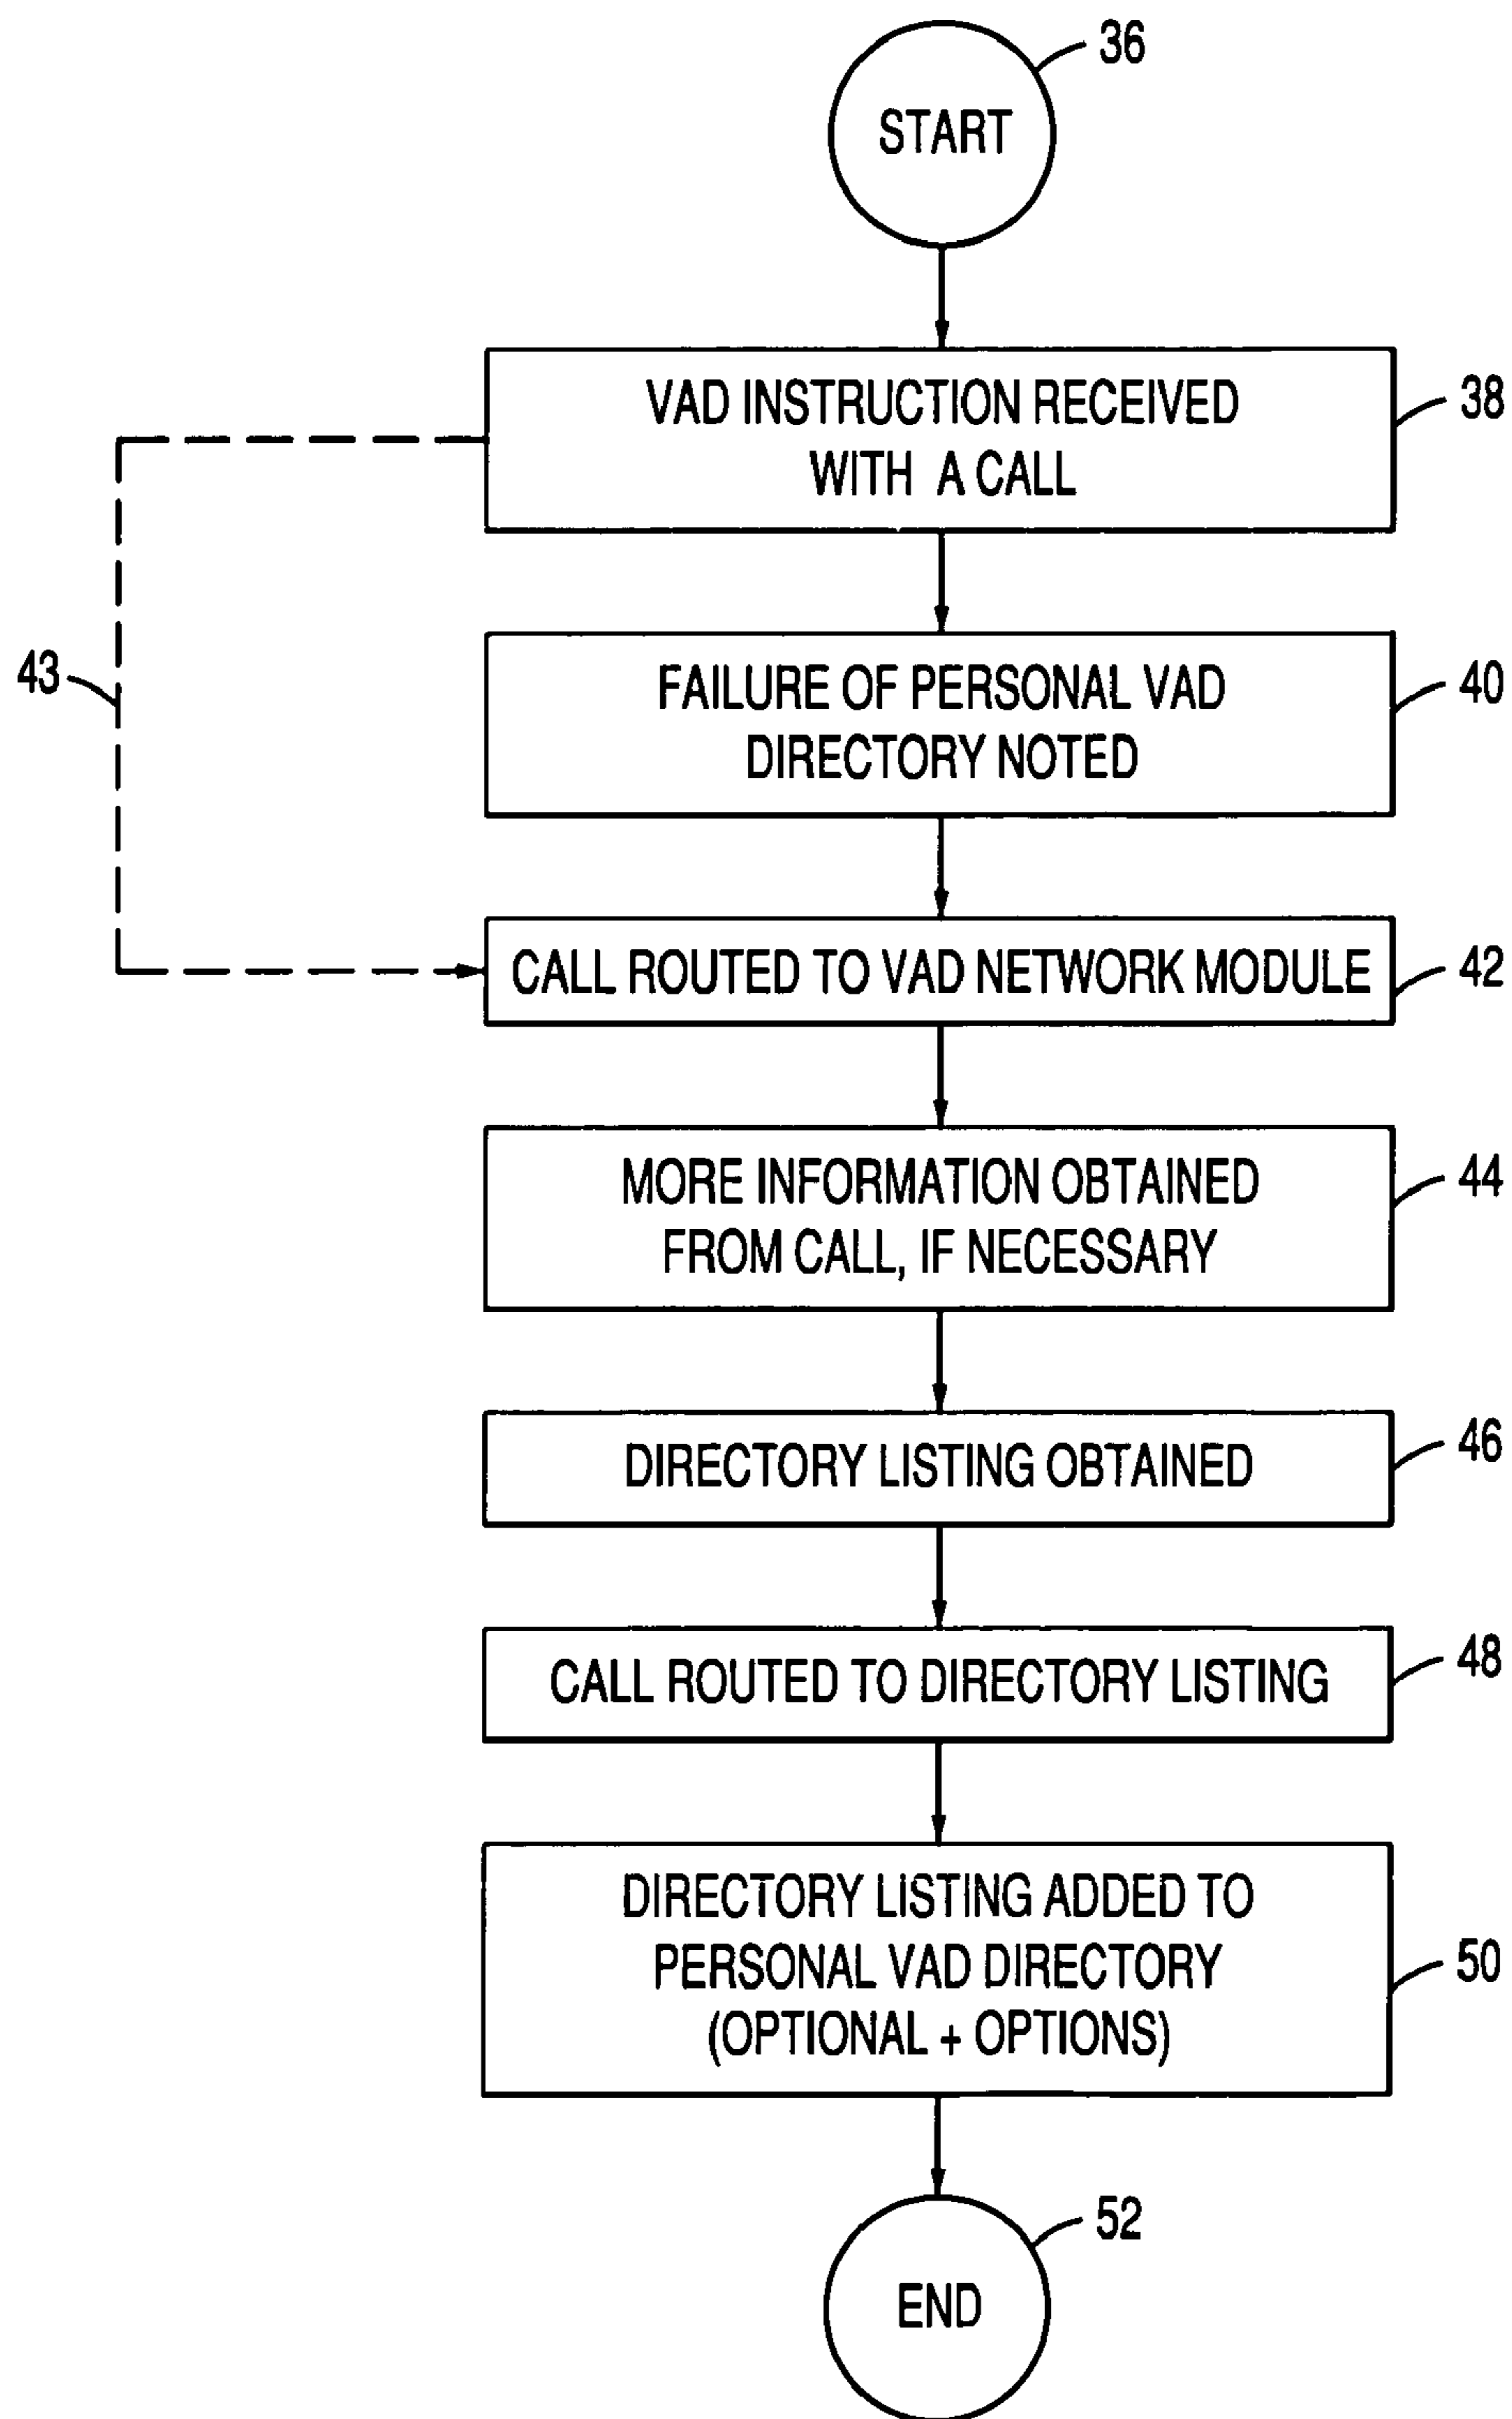 36
START
VAD INSTRUCTION RECEIVED
WITH A CALL
38
43
FAILURE OF PERSONAL VAD
DIRECTORY NOTED
40
CALL ROUTED TO VAD NETWORK MODULE
42
MORE INFORMATION OBTAINED
FROM CALL, IF NECESSARY
44
DIRECTORY LISTING OBTAINED
46
CALL ROUTED TO DIRECTORY LISTING
48
DIRECTORY LISTING ADDED TO
PERSONAL VAD DIRECTORY
(OPTIONAL + OPTIONS)
50
52
END